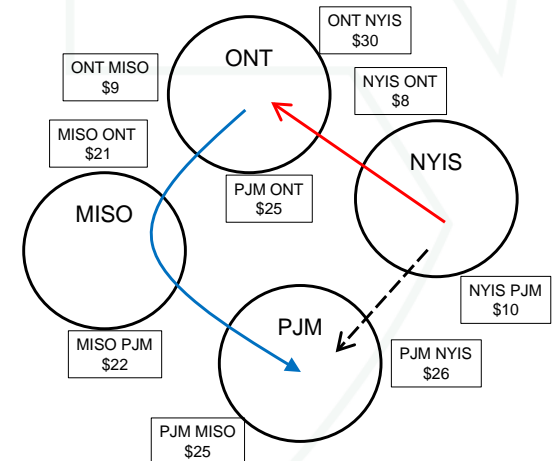 ONT NYIS
$30
ONT
ONT MISO
$9
NYIS ONT
$8
MISO ONT
$21
NYIS
PJM ONT
$25
MISO
NYIS PJM
$10
PJM
MISO PJM
$22
PJM NYIS
$26
PJM MISO
$25